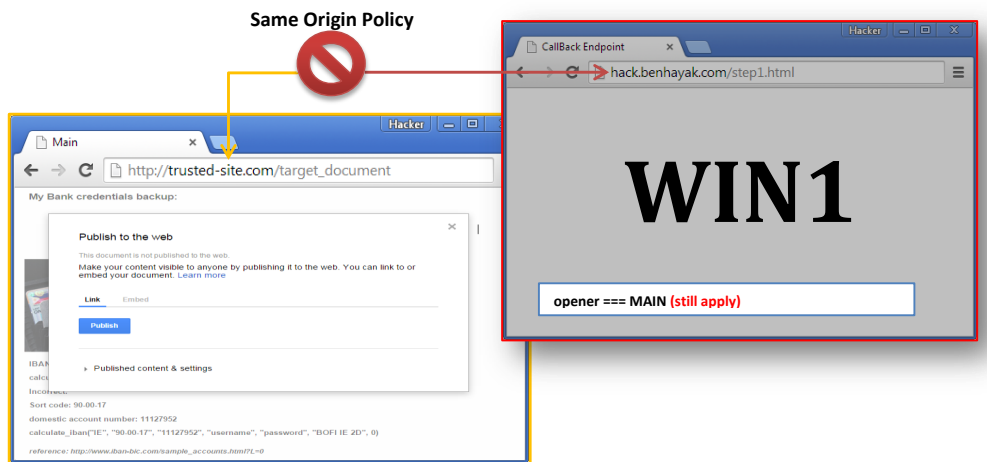 Same Origin Policy
Hacker
CallBack Endpoint
hack.benhayak.com/step1.html
WIN1
opener === MAIN (still apply)
Hacker
Main
http://trusted-site.com/target_document
My Bank credentials backup:
Publish to the web
This document is not published to the web.
Make your content visible to anyone by publishing it to the web. You can link to or
embed your document. Learn more
Link Embed
Publish
Published content & settings
IBAN
calcu
Incorrect:
Sort code: 90-00-17
domestic account number: 11127952
calculate_iban("IE", "90-00-17", "11127952", "username", "password", "BOFI IE 2D", 0)
reference: http://www.iban-bic.com/sample_accounts.html?L=0